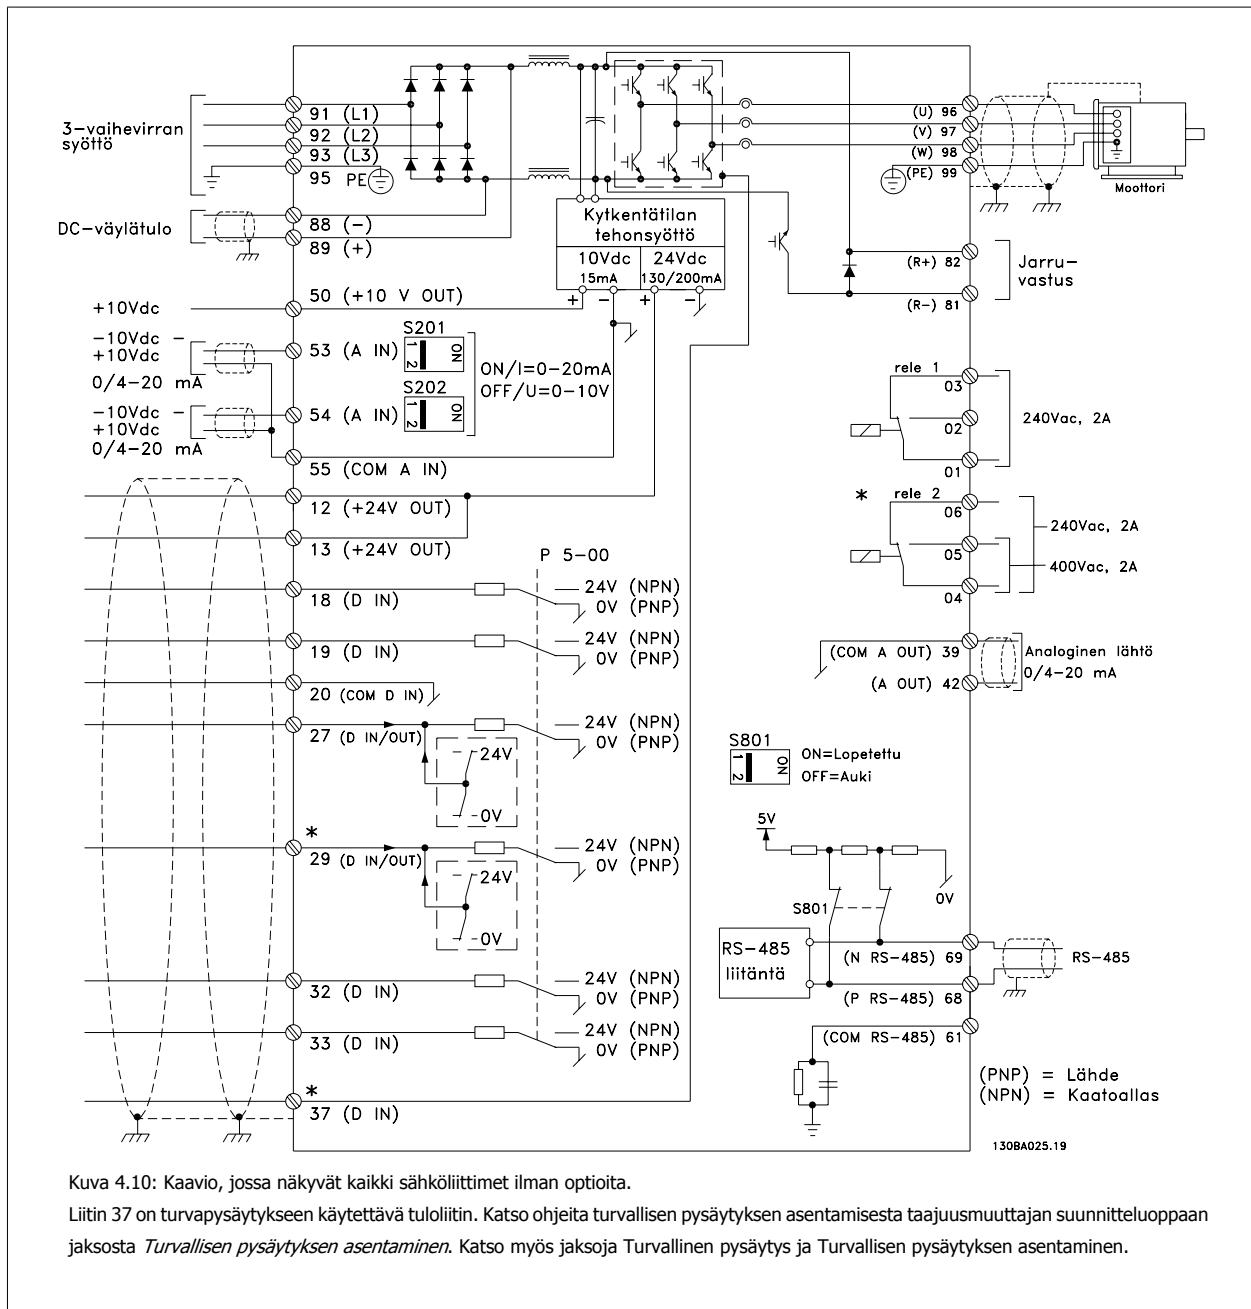 3-vaihevirran
syöttö
91 (L1)
92 (L2)
93 (L3)
95 PE
DC-väylätulo
88 (-)
89 (+)
+10Vdc
50 (+10 V OUT)
-10Vdc -
+10Vdc
0/4-20 mA
53 (A IN)
S201
1 2 ON
ON/I=0-20mA
OFF/U=0-10V
-10Vdc -
+10Vdc
0/4-20 mA
54 (A IN)
S202
1 2 ON
55 (COM A IN)
12 (+24V OUT)
13 (+24V OUT)
Kytkentätilan
tehonsyöttö
10Vdc 24Vdc
15mA 130/200mA
+ - + -
P 5-00
18 (D IN)
24V (NPN)
0V (PNP)
19 (D IN)
24V (NPN)
0V (PNP)
20 (COM D IN)
27 (D IN/OUT)
24V (NPN)
0V (PNP)
24V
0V
*
29 (D IN/OUT)
24V (NPN)
0V (PNP)
24V
0V
32 (D IN)
24V (NPN)
0V (PNP)
33 (D IN)
24V (NPN)
0V (PNP)
*
37 (D IN)
(U) 96
(V) 97
(W) 98
(PE) 99
Moottori
(R+) 82
(R-) 81
Jarru-
vastus
rele 1
03
02
01
240Vac, 2A
* rele 2
06
05
04
240Vac, 2A
400Vac, 2A
(COM A OUT) 39
(A OUT) 42
Analoginen lähtö
0/4-20 mA
S801
1 2 ON
ON=Lopetettu
OFF=Auki
5V
0V
S801
RS-485
liitäntä
(N RS-485) 69
(P RS-485) 68
(COM RS-485) 61
RS-485
(PNP) = Lähde
(NPN) = Kaatoallas
130BA025.19
Kuva 4.10: Kaavio, jossa näkyvät kaikki sähköliittimet ilman optioita.
Liitin 37 on turvapysäytykseen käytettävä tuloliitin. Katso ohjeita turvallisen pysäytyksen asentamisesta taajuusmuuttajan suunnitteluoppaan
jaksosta Turvallisen pysäytyksen asentaminen. Katso myös jaksoja Turvallinen pysäytys ja Turvallisen pysäytyksen asentaminen.